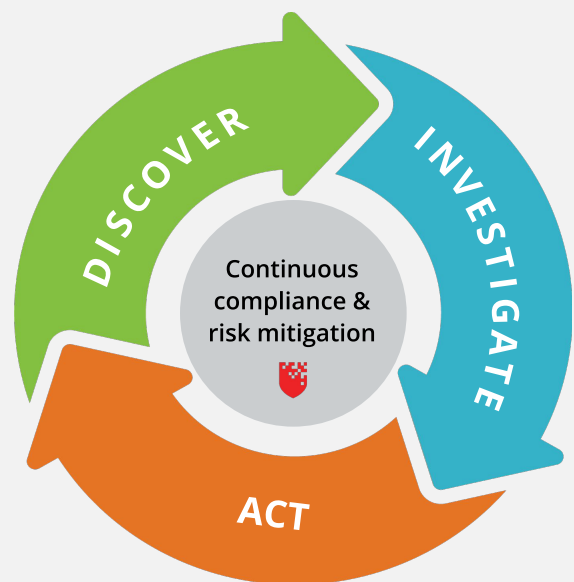 DISCOVER
INVESTIGATE
Continuous
compliance &
risk mitigation
ACT